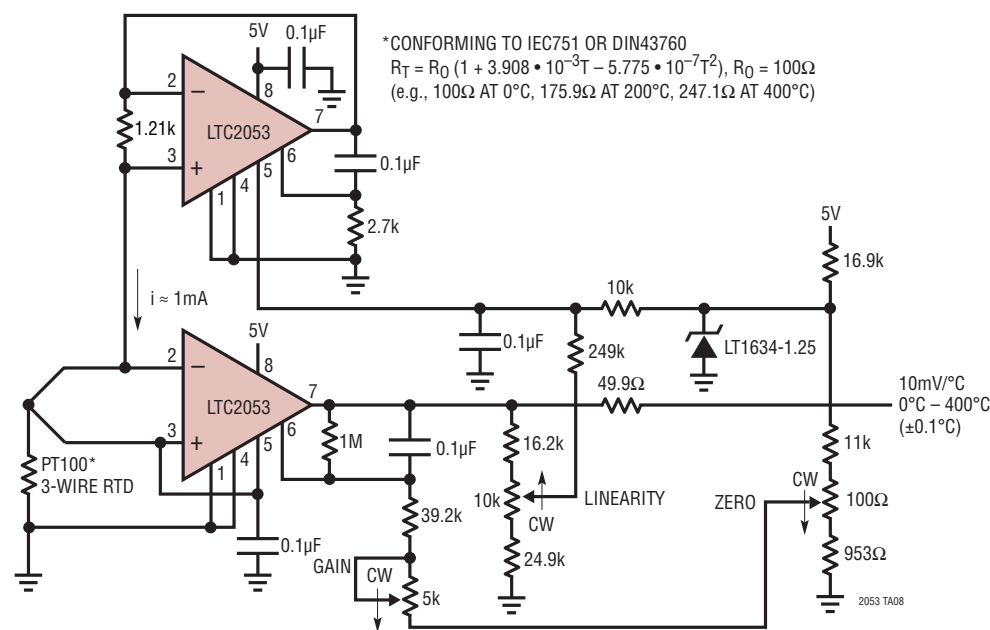 *CONFORMING TO IEC751 OR DIN43760
R_T = R_O (1 + 3.908 • 10⁻³T – 5.775 • 10⁻⁷T²), R_O = 100Ω
(e.g., 100Ω AT 0°C, 175.9Ω AT 200°C, 247.1Ω AT 400°C)
5V
0.1µF
2
8
–
7
1.21k
LTC2053
3
+
6
5
4
1
0.1µF
2.7k
5V
16.9k
i ≈ 1mA
10k
0.1µF
249k
LT1634-1.25
5V
2
8
–
7
LTC2053
3
+
6
5
4
1
49.9Ω
10mV/°C
0°C – 400°C
(±0.1°C)
1M
0.1µF
16.2k
11k
PT100*
3-WIRE RTD
10k
LINEARITY
CW
ZERO
CW
100Ω
39.2k
0.1µF
24.9k
953Ω
GAIN
CW
5k
2053 TA08